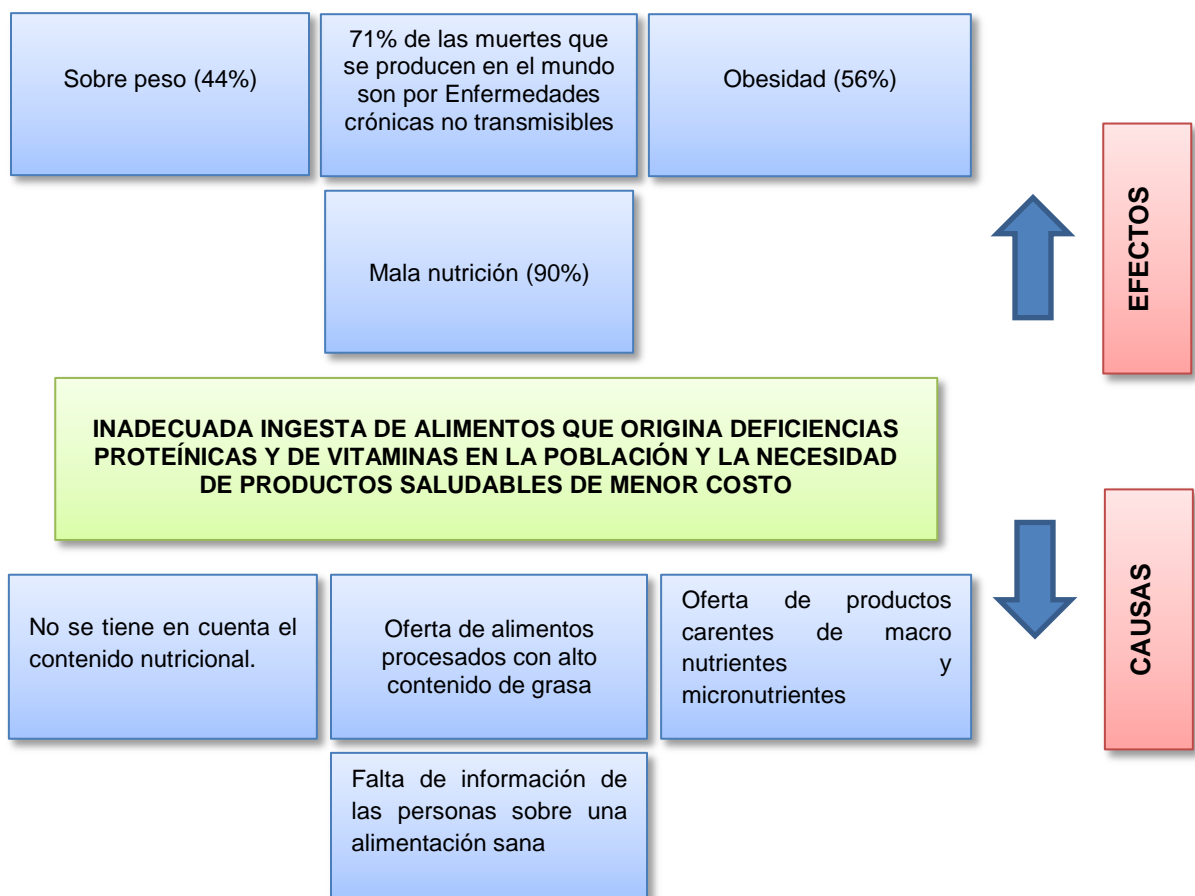 Sobre peso (44%)
71% de las muertes que
se producen en el mundo
son por Enfermedades
crónicas no transmisibles
Obesidad (56%)
Mala nutrición (90%)
EFECTOS
INADECUADA INGESTA DE ALIMENTOS QUE ORIGINA DEFICIENCIAS
PROTEÍNICAS Y DE VITAMINAS EN LA POBLACIÓN Y LA NECESIDAD
DE PRODUCTOS SALUDABLES DE MENOR COSTO
No se tiene en cuenta el
contenido nutricional.
Oferta de alimentos
procesados con alto
contenido de grasa
Oferta de productos
carentes de macro
nutrientes y
micronutrientes
CAUSAS
Falta de información de
las personas sobre una
alimentación sana